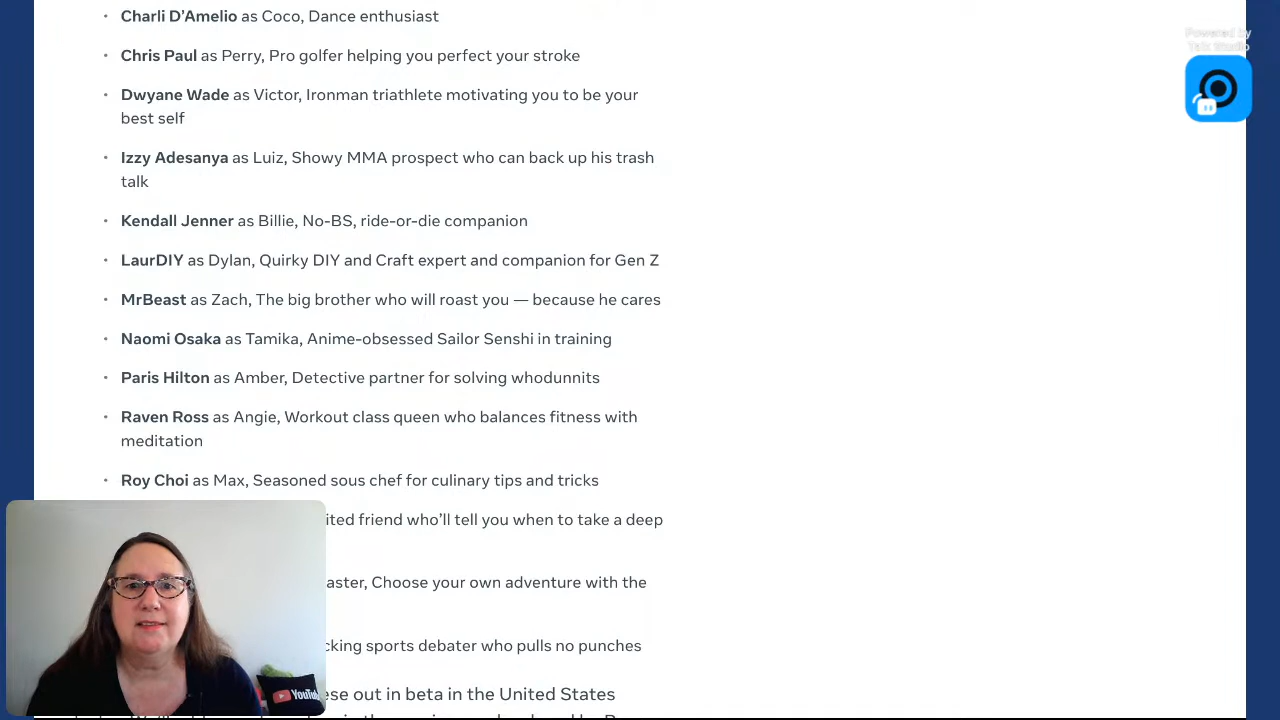 Charli D’Amelio as Coco, Dance enthusiast
Powered by
Talk Studio
Chris Paul as Perry, Pro golfer helping you perfect your stroke
Dwyane Wade as Victor, Ironman triathlete motivating you to be your
best self
Izzy Adesanya as Luiz, Showy MMA prospect who can back up his trash
talk
Kendall Jenner as Billie, No-BS, ride-or-die companion
LaurDIY as Dylan, Quirky DIY and Craft expert and companion for Gen Z
MrBeast as Zach, The big brother who will roast you — because he cares
Naomi Osaka as Tamika, Anime-obsessed Sailor Senshi in training
Paris Hilton as Amber, Detective partner for solving whodunnits
Raven Ross as Angie, Workout class queen who balances fitness with
meditation
Roy Choi as Max, Seasoned sous chef for culinary tips and tricks
ited friend who’ll tell you when to take a deep
aster, Choose your own adventure with the
cking sports debater who pulls no punches
ese out in beta in the United States
YouTub